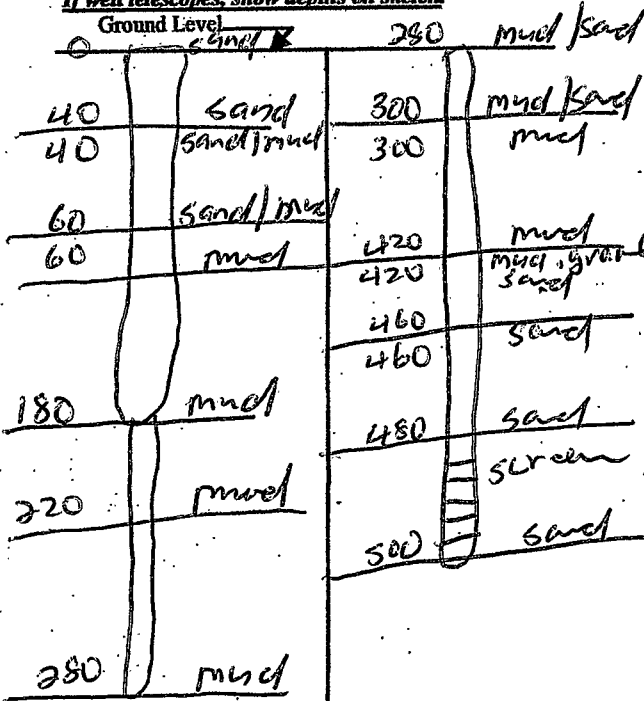 If well telescopes, show depths on sketch
Ground Level
0 sand
40 sand
40 sand/mud
60 sand/mud
60 mud
180 mud
220 mud
280 mud
280 mud/sand
300 mud/sand
300 mud
420 mud
420 mud,
sand
460 sand
460
480 sand
screen
500 sand